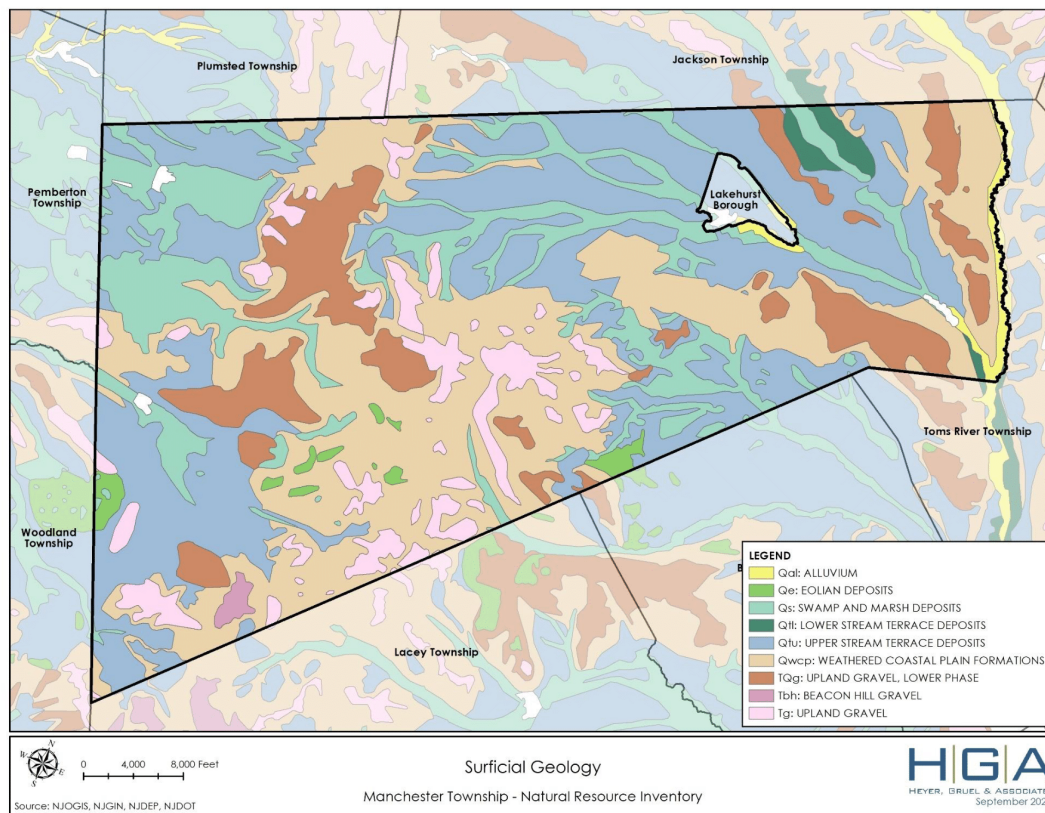 Plumsted Township
Jackson Township
Pemberton
Township
Lakehurst
Borough
Toms River Township
Woodland
Township
Lacey Township
B
LEGEND
Qal: ALLUVIUM
Qe: EOLIAN DEPOSITS
Qs: SWAMP AND MARSH DEPOSITS
Qtl: LOWER STREAM TERRACE DEPOSITS
Qtu: UPPER STREAM TERRACE DEPOSITS
Qwcp: WEATHERED COASTAL PLAIN FORMATIONS
TQg: UPLAND GRAVEL, LOWER PHASE
Tbh: BEACON HILL GRAVEL
Tg: UPLAND GRAVEL
N
W
E
S
0 4,000 8,000 Feet
Source: NJOGIS, NJGIN, NJDEP, NJDOT
Surficial Geology
Manchester Township - Natural Resource Inventory
H|G|A
HEYER, GRUEL & ASSOCIATE
September 202